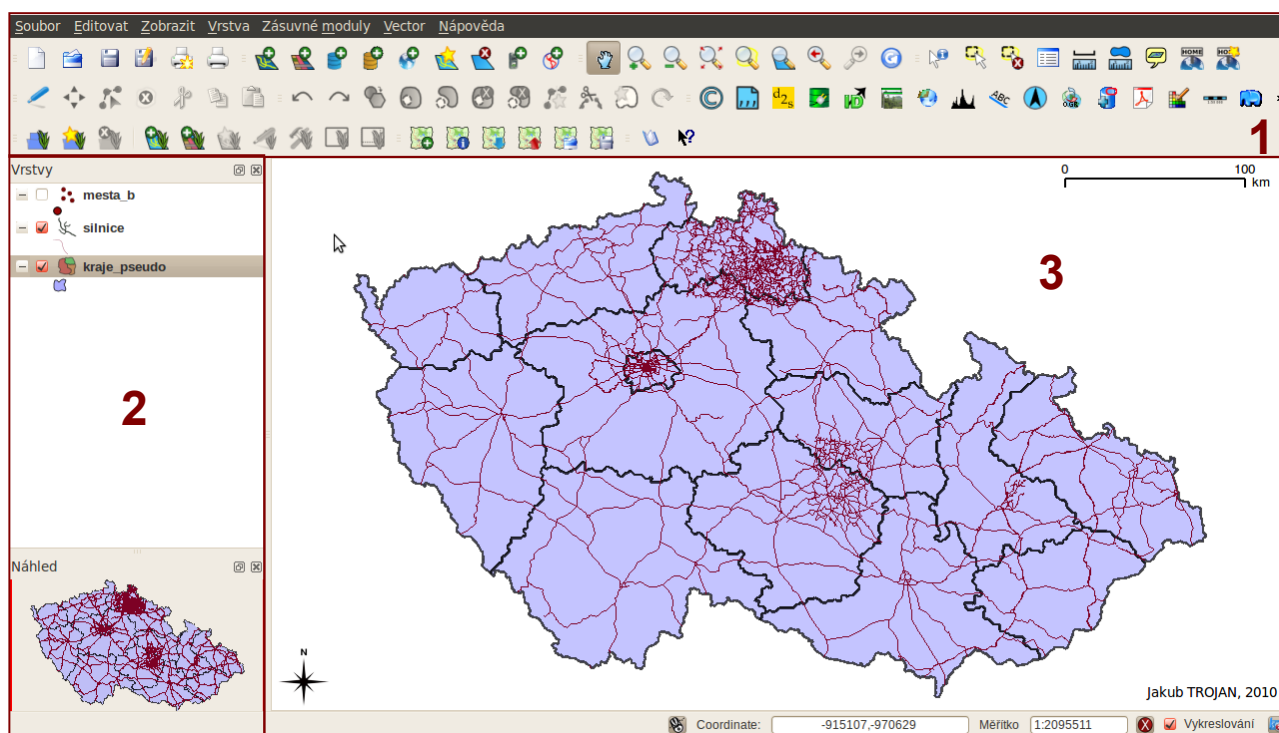 Soubor Editovat Zobrazit Vrstva Zásuvné moduly Vector Nápověda
1
Vrstvy
mesta_b
silnice
kraje_pseudo
2
Náhled
0 100
km
3
N
Jakub TROJAN, 2010
Coordinate: -915107,-970629 Měřítko 1:2095511 Vykreslování